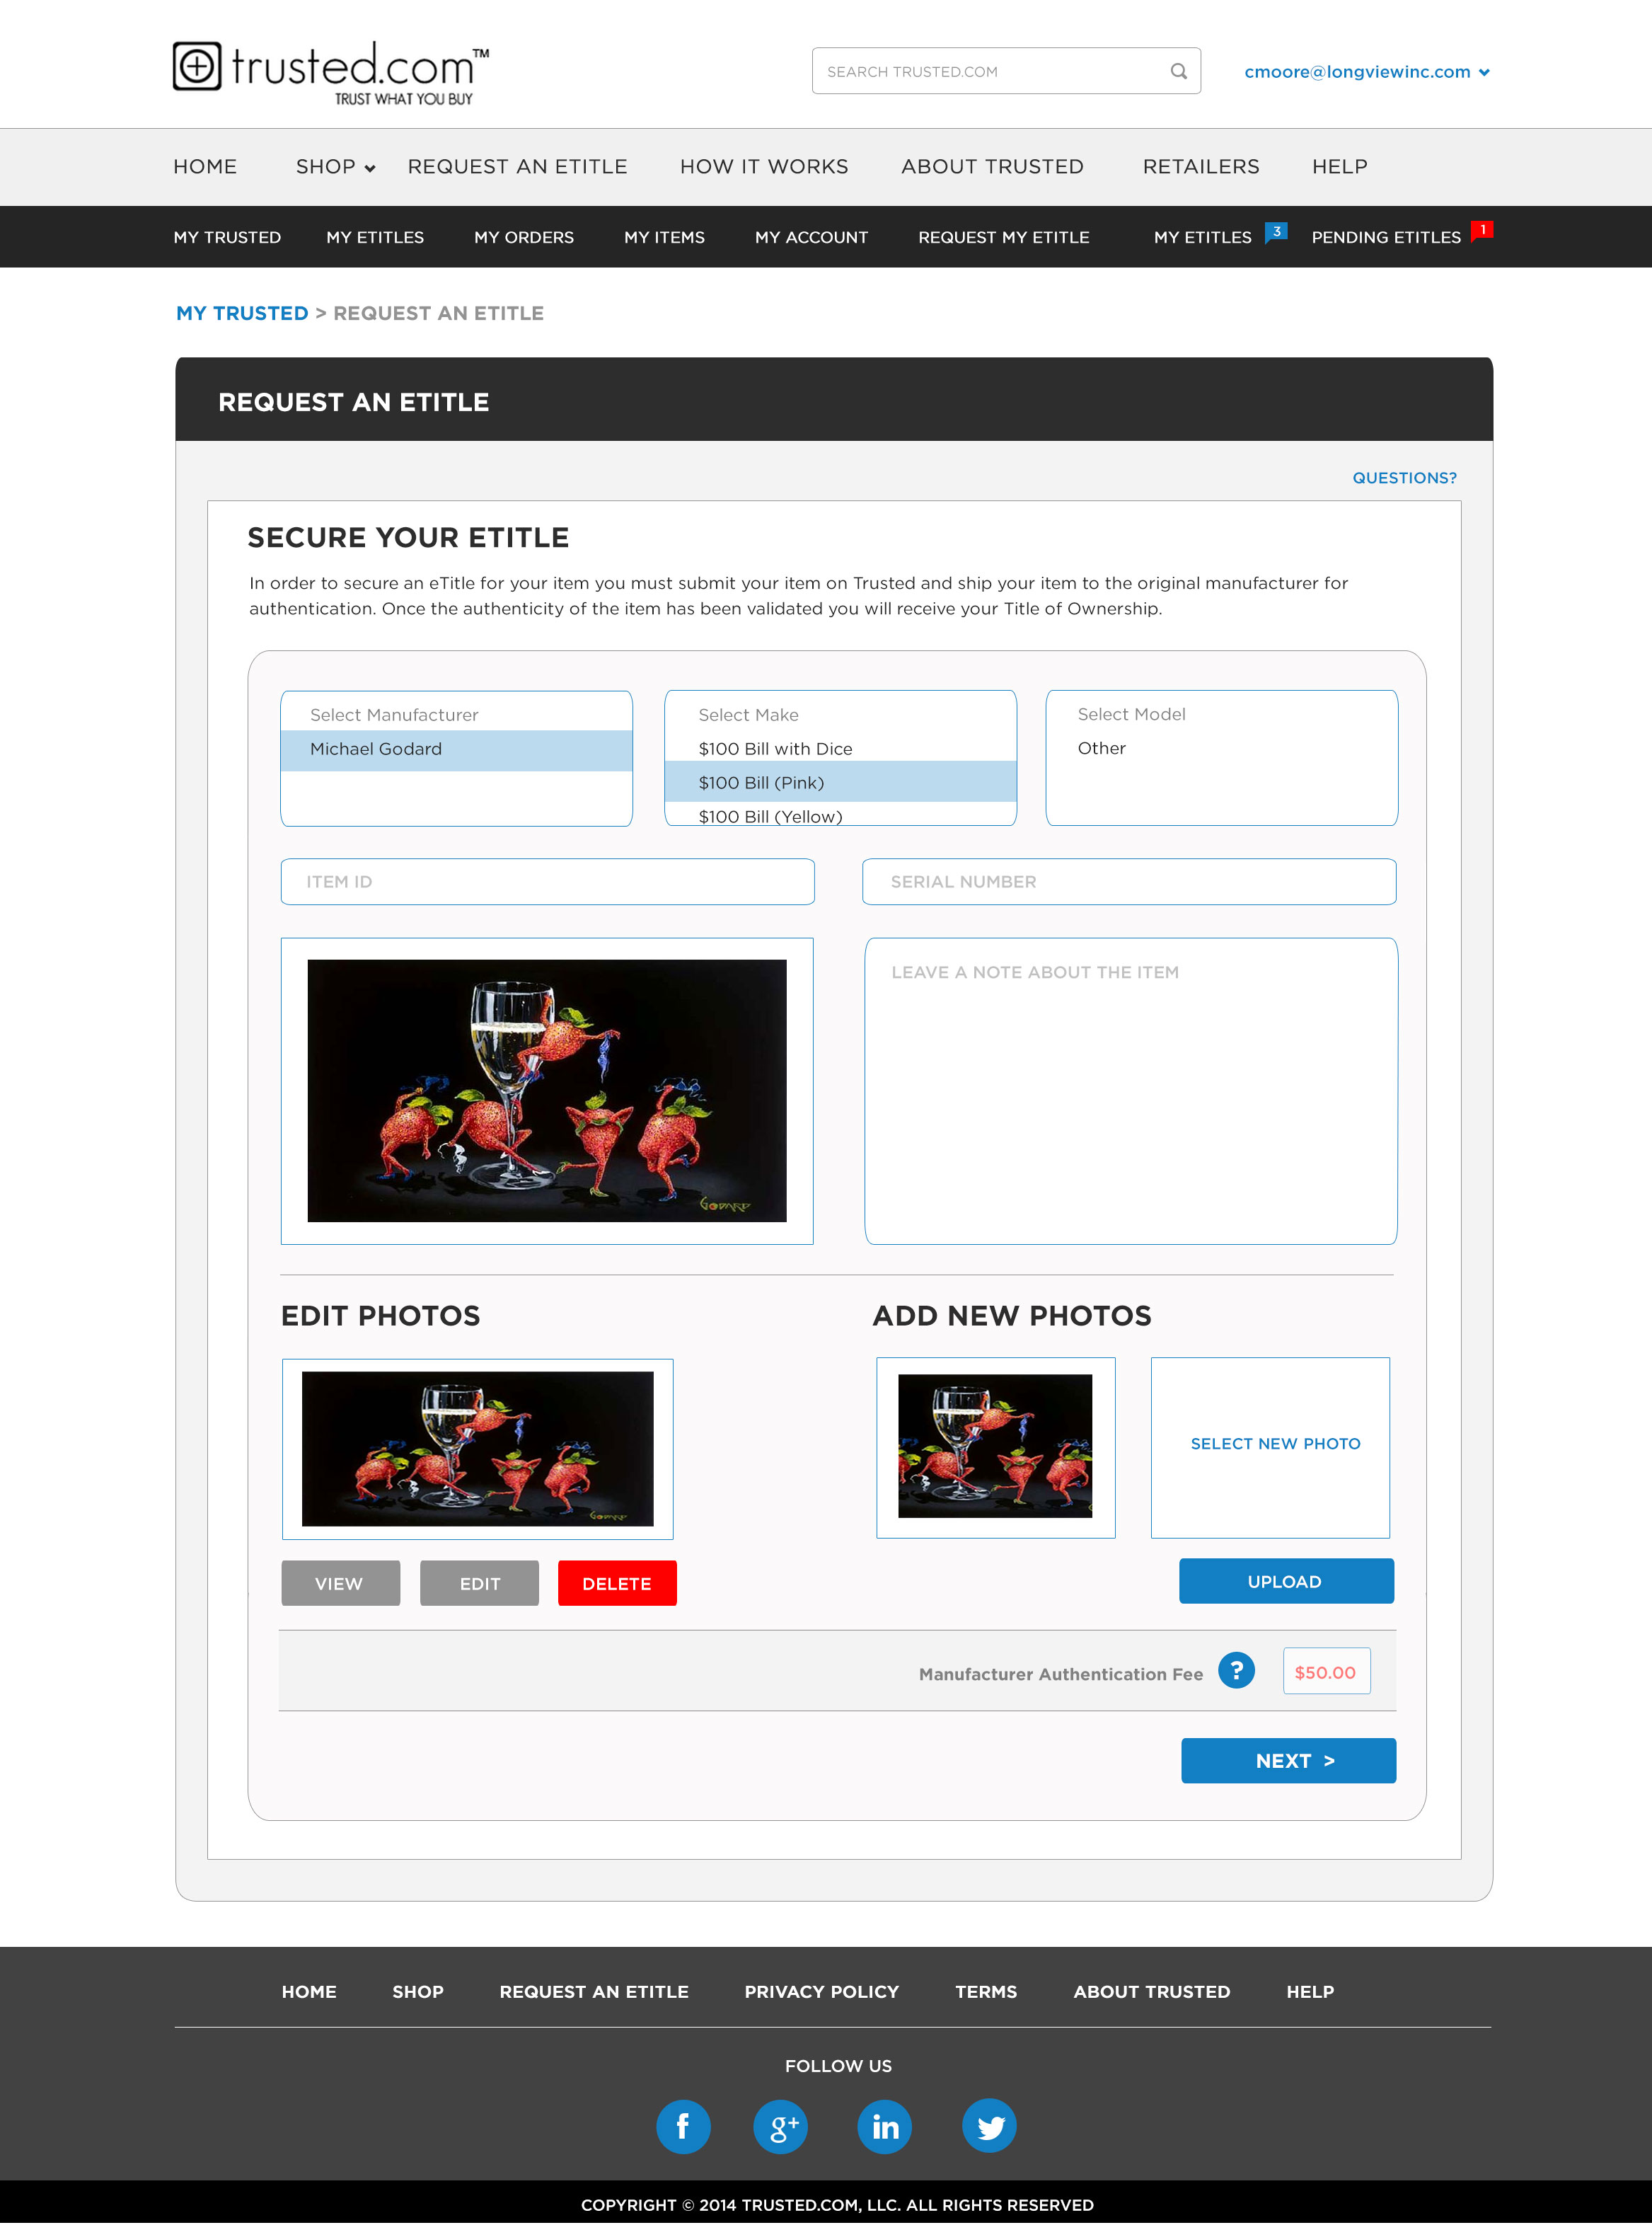 trusted.com™
TRUST WHAT YOU BUY
SEARCH TRUSTED.COM
cmoore@longviewinc.com
HOME SHOP REQUEST AN ETITLE HOW IT WORKS ABOUT TRUSTED RETAILERS HELP
MY TRUSTED MY ETITLES MY ORDERS MY ITEMS MY ACCOUNT REQUEST MY ETITLE MY ETITLES 3 PENDING ETITLES 1
MY TRUSTED > REQUEST AN ETITLE
REQUEST AN ETITLE
QUESTIONS?
SECURE YOUR ETITLE
In order to secure an eTitle for your item you must submit your item on Trusted and ship your item to the original manufacturer for
authentication. Once the authenticity of the item has been validated you will receive your Title of Ownership.
Select Manufacturer
Michael Godard
Select Make
$100 Bill with Dice
$100 Bill (Pink)
$100 Bill (Yellow)
Select Model
Other
ITEM ID
SERIAL NUMBER
GODARD
LEAVE A NOTE ABOUT THE ITEM
EDIT PHOTOS
GODARD
VIEW EDIT DELETE
ADD NEW PHOTOS
SELECT NEW PHOTO
UPLOAD
Manufacturer Authentication Fee ? $50.00
NEXT >
HOME SHOP REQUEST AN ETITLE PRIVACY POLICY TERMS ABOUT TRUSTED HELP
FOLLOW US
f g+ in
COPYRIGHT © 2014 TRUSTED.COM, LLC. ALL RIGHTS RESERVED